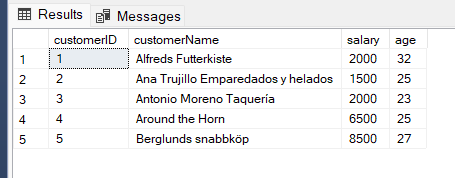 Results Messages
customerID customerName salary age
1 1 Alfreds Futterkiste 2000 32
2 2 Ana Trujillo Emparedados y helados 1500 25
3 3 Antonio Moreno Taquería 2000 23
4 4 Around the Horn 6500 25
5 5 Berglunds snabbköp 8500 27